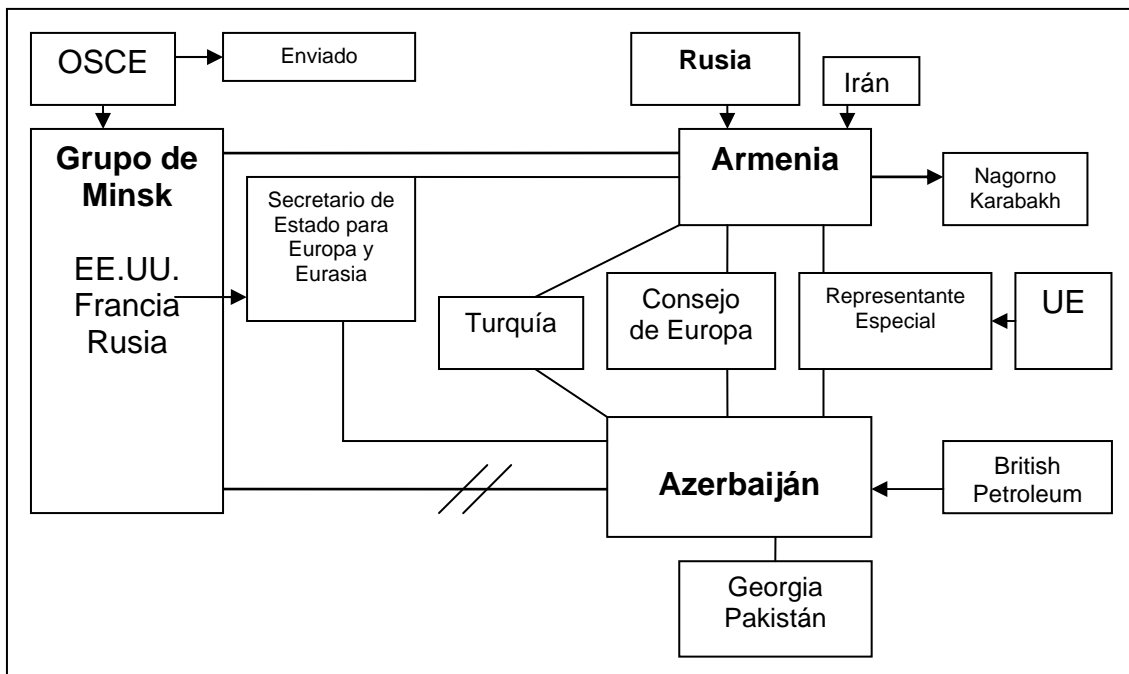 OSCE
Enviado
Rusia
Irán
Grupo de
Minsk
EE.UU.
Francia
Rusia
Secretario de
Estado para
Europa y
Eurasia
Armenia
Nagorno
Karabakh
Turquía
Consejo
de Europa
Representante
Especial
UE
Azerbaiján
British
Petroleum
Georgia
Pakistán